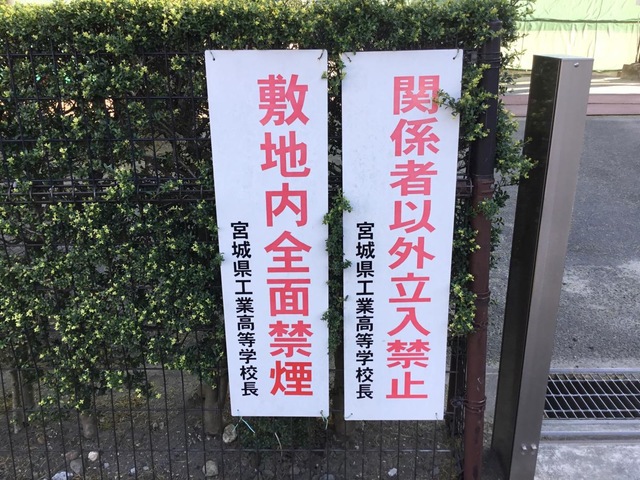 関係者以外立入禁止
宮城県工業高等学校長
敷地内全面禁煙
宮城県工業高等学校長